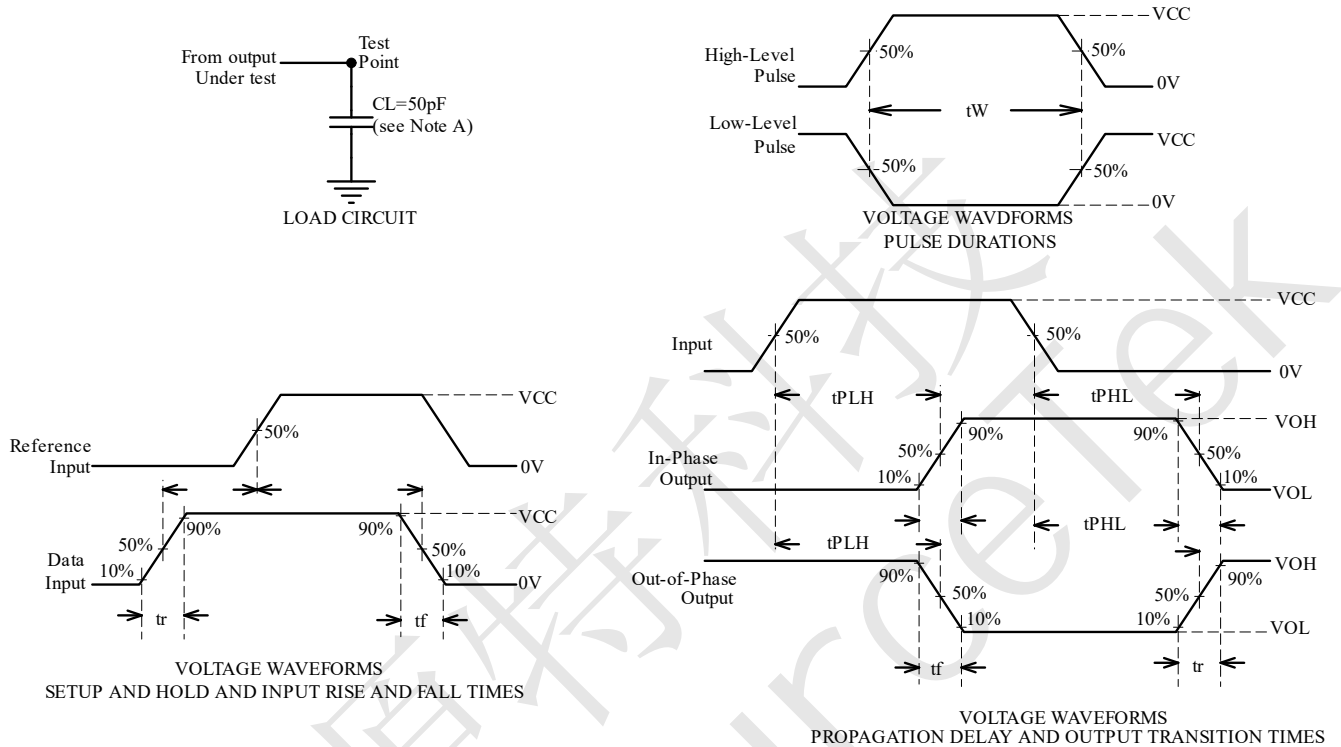 From output
Under test
Test
Point
CL=50pF
(see Note A)
LOAD CIRCUIT
High-Level
Pulse
50%
50%
VCC
0V
tW
Low-Level
Pulse
50%
50%
VCC
0V
VOLTAGE WAVDFORMS
PULSE DURATIONS
Reference
Input
50%
VCC
0V
Data
Input
10%
50%
90%
90%
50%
10%
VCC
0V
tr
tf
VOLTAGE WAVEFORMS
SETUP AND HOLD AND INPUT RISE AND FALL TIMES
Input
50%
50%
VCC
0V
tPLH
tPHL
In-Phase
Output
10%
50%
90%
90%
50%
10%
VOH
VOL
tPLH
tPHL
Out-of-Phase
Output
90%
50%
10%
10%
50%
90%
VOH
VOL
tf
tr
VOLTAGE WAVEFORMS
PROPAGATION DELAY AND OUTPUT TRANSITION TIMES
特科技
urceTek